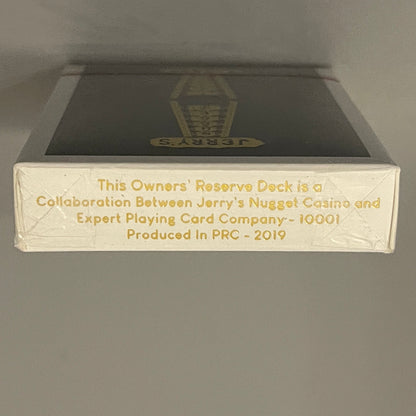 JERRY'S
This Owners' Reserve Deck is a
Collaboration Between Jerry's Nugget Casino and
Expert Playing Card Company - 10001
Produced In PRC - 2019